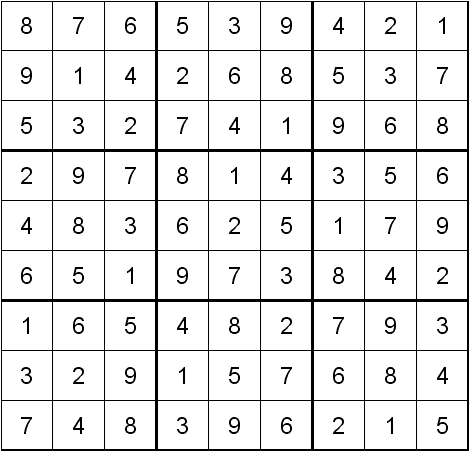 8 7 6 5 3 9 4 2 1
9 1 4 2 6 8 5 3 7
5 3 2 7 4 1 9 6 8
2 9 7 8 1 4 3 5 6
4 8 3 6 2 5 1 7 9
6 5 1 9 7 3 8 4 2
1 6 5 4 8 2 7 9 3
3 2 9 1 5 7 6 8 4
7 4 8 3 9 6 2 1 5